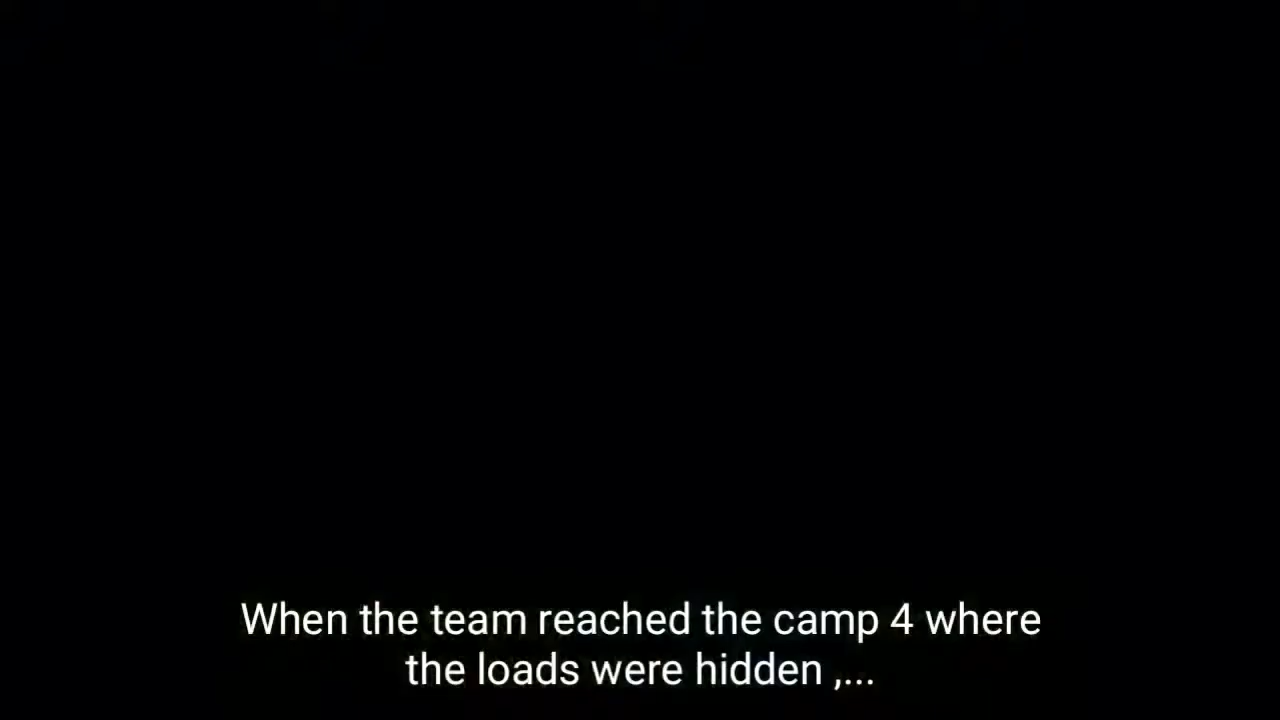 When the team reached the camp 4 where
the loads were hidden ,...